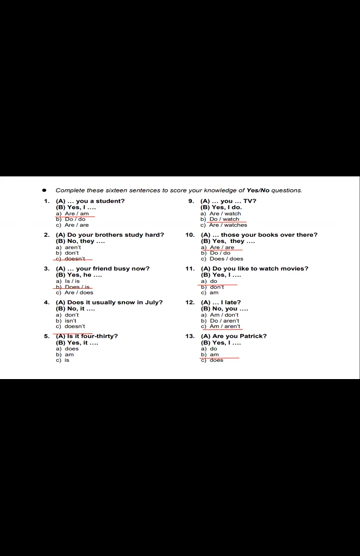 • Complete these sixteen sentences to score your knowledge of Yes/No questions.
1. (A) … you a student?
(B) Yes, I ….
a) Are / am
b) Do / do
c) Are / are
2. (A) Do your brothers study hard?
(B) No, they ….
a) aren't
b) don't
c) doesn't
3. (A) … your friend busy now?
(B) Yes, he ….
a) Is / is
b) Does / is
c) Are / does
4. (A) Does it usually snow in July?
(B) No, it ….
a) don't
b) isn't
c) doesn't
5. (A) Is it four-thirty?
(B) Yes, it ….
a) does
b) am
c) is
9. (A) … you … TV?
(B) Yes, I do.
a) Are / watch
b) Do / watch
c) Are / watches
10. (A) … those your books over there?
(B) Yes, they ….
a) Are / are
b) Do / do
c) Does / does
11. (A) Do you like to watch movies?
(B) Yes, I ….
a) do
b) don't
c) am
12. (A) … I late?
(B) No, you ….
a) Am / don't
b) Do / aren't
c) Am / aren't
13. (A) Are you Patrick?
(B) Yes, I ….
a) do
b) am
c) does